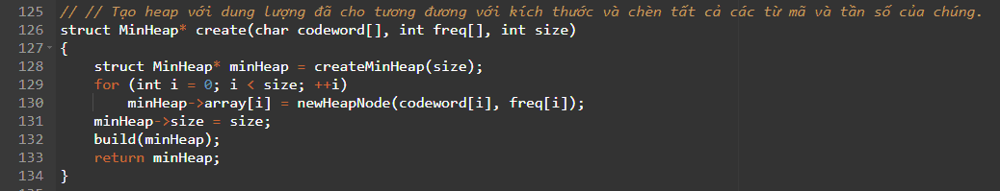 125 // // Tạo heap với dung lượng đã cho tương đương với kích thước và chèn tất cả các từ mã và tần số của chúng.
126 struct MinHeap* create(char codeword[], int freq[], int size)
127 {
128     struct MinHeap* minHeap = createMinHeap(size);
129     for (int i = 0; i < size; ++i)
130         minHeap->array[i] = newHeapNode(codeword[i], freq[i]);
131     minHeap->size = size;
132     build(minHeap);
133     return minHeap;
134 }